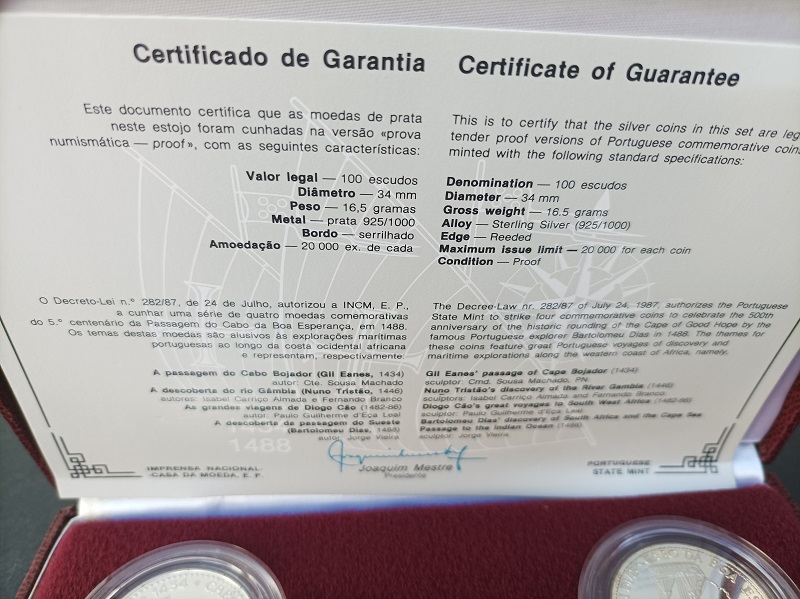 Certificado de Garantia
Este documento certifica que as moedas de prata
neste estojo foram cunhadas na versão «prova
numismática — proof», com as seguintes características:
Valor legal — 100 escudos
Diâmetro — 34 mm
Peso — 16,5 gramas
Metal — prata 925/1000
Bordo — serrilhado
Amoedação — 20 000 ex. de cada
O Decreto-Lei n.º 282/87, de 24 de Julho, autorizou a INCM, E. P.,
a cunhar uma série de quatro moedas comemorativas
do 5.º centenário da Passagem do Cabo da Boa Esperança, em 1488.
Os temas destas moedas são alusivos às explorações marítimas
portuguesas ao longo da costa ocidental africana
e representam, respectivamente:
A passagem do Cabo Bojador (Gil Eanes, 1434)
autor: Cte. Sousa Machado
A descoberta do rio Gâmbia (Nuno Tristão, 1446)
autores: Isabel Carriço Almada e Fernando Branco
As grandes viagens de Diogo Cão (1482-86)
autor: Paulo Guilherme d'Eça Leal
A descoberta da passagem do Sueste
(Bartolomeu Dias, 1488)
autor: Jorge Vieira
1488
IMPRENSA NACIONAL
-CASA DA MOEDA, E. P.
Joaquim Mestre
Presidente
Certificate of Guarantee
This is to certify that the silver coins in this set are
tender proof versions of Portuguese commemorative
minted with the following standard specifications:
Denomination — 100 escudos
Diameter — 34 mm
Gross weight — 16.5 grams
Alloy — Sterling Silver (925/1000)
Edge — Reeded
Maximum issue limit — 20 000 for each coin
Condition — Proof
The Decree-Law nr. 282/87 of July 24, 1987, authorizes the Portuguese
State Mint to strike four commemorative coins to celebrate the 500th
anniversary of the historic rounding of the Cape of Good Hope by the
famous Portuguese explorer Bartolomeu Dias in 1488. The themes for
these coins feature great Portuguese voyages of discovery and
maritime explorations along the western coast of Africa, namely,
Gil Eanes' passage of Cape Bojador (1434)
sculptor: Cmd. Sousa Machado, PN
Nuno Tristão's discovery of the River Gambia (1446)
sculptors: Isabel Carriço Almada and Fernando Branco
Diogo Cão's great voyages to South West Africa (1482-86)
sculptor: Paulo Guilherme d'Eça Leal
Bartolomeu Dias' discovery of South Africa and the Cape Sea
Passage to the Indian Ocean (1488)
sculptor: Jorge Vieira
PORTUGUESE
STATE MINT
1434
DA BOA